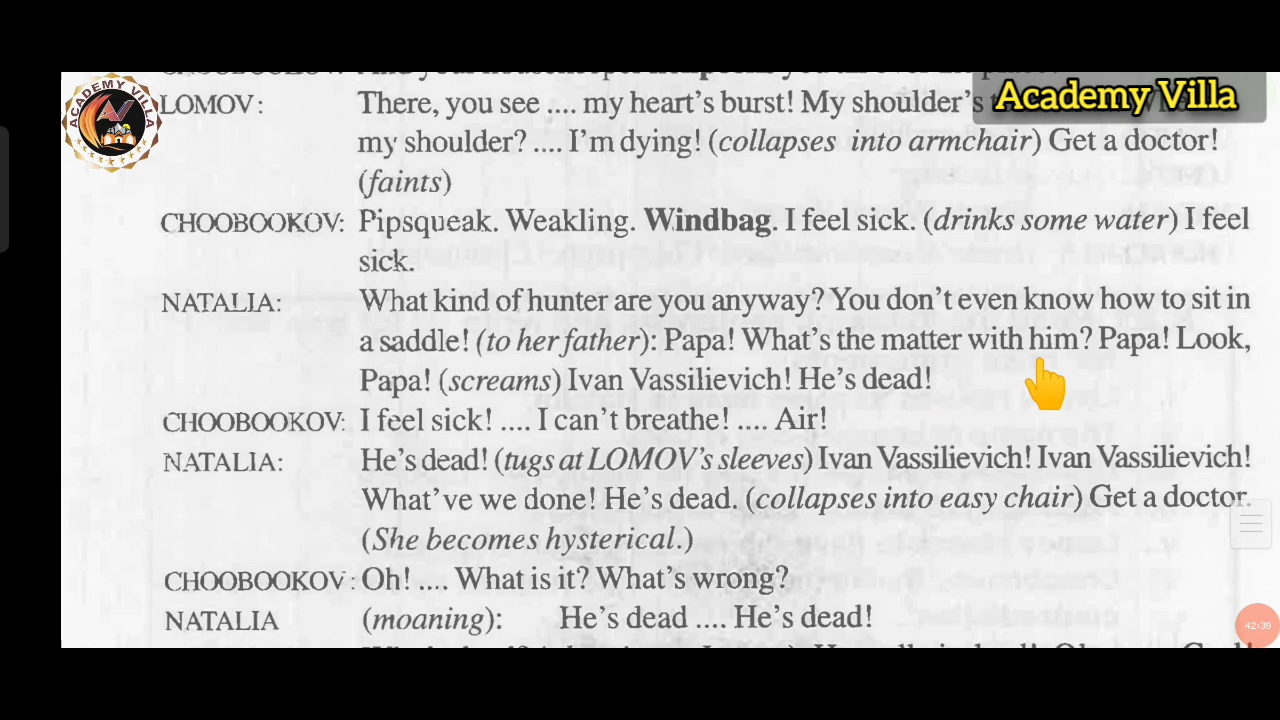 Academy Villa
ACADEMY VILLA
LOMOV: There, you see .... my heart's burst! My shoulder's
my shoulder? .... I'm dying! (collapses into armchair) Get a doctor!
(faints)
CHOOBOOKOV: Pipsqueak. Weakling. Windbag. I feel sick. (drinks some water) I feel
sick.
NATALIA: What kind of hunter are you anyway? You don't even know how to sit in
a saddle! (to her father): Papa! What's the matter with him? Papa! Look,
Papa! (screams) Ivan Vassilievich! He's dead!
CHOOBOOKOV: I feel sick! .... I can't breathe! .... Air!
NATALIA: He's dead! (tugs at LOMOV's sleeves) Ivan Vassilievich! Ivan Vassilievich!
What've we done! He's dead. (collapses into easy chair) Get a doctor.
(She becomes hysterical.)
CHOOBOOKOV: Oh! .... What is it? What's wrong?
NATALIA (moaning): He's dead .... He's dead!
42:39